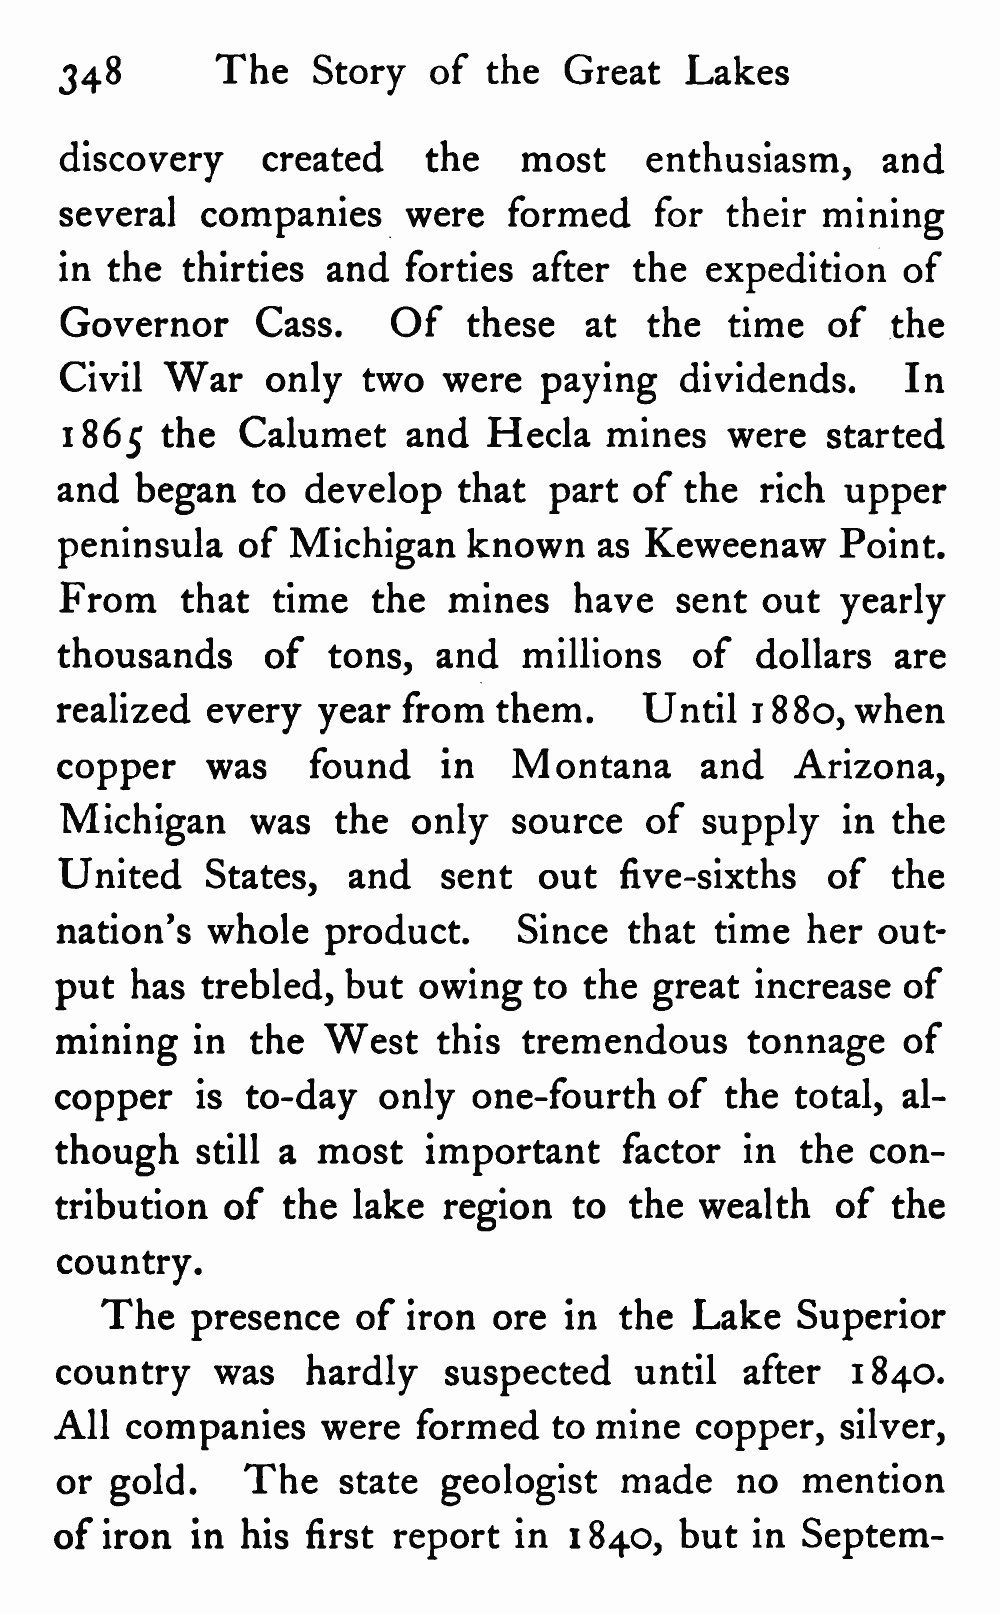 348 The Story of the Great Lakes
discovery created the most enthusiasm, and
several companies were formed for their mining
in the thirties and forties after the expedition of
Governor Cass. Of these at the time of the
Civil War only two were paying dividends. In
1865 the Calumet and Hecla mines were started
and began to develop that part of the rich upper
peninsula of Michigan known as Keweenaw Point.
From that time the mines have sent out yearly
thousands of tons, and millions of dollars are
realized every year from them. Until 1880, when
copper was found in Montana and Arizona,
Michigan was the only source of supply in the
United States, and sent out five-sixths of the
nation's whole product. Since that time her out-
put has trebled, but owing to the great increase of
mining in the West this tremendous tonnage of
copper is to-day only one-fourth of the total, al-
though still a most important factor in the con-
tribution of the lake region to the wealth of the
country.
The presence of iron ore in the Lake Superior
country was hardly suspected until after 1840.
All companies were formed to mine copper, silver,
or gold. The state geologist made no mention
of iron in his first report in 1840, but in Septem-